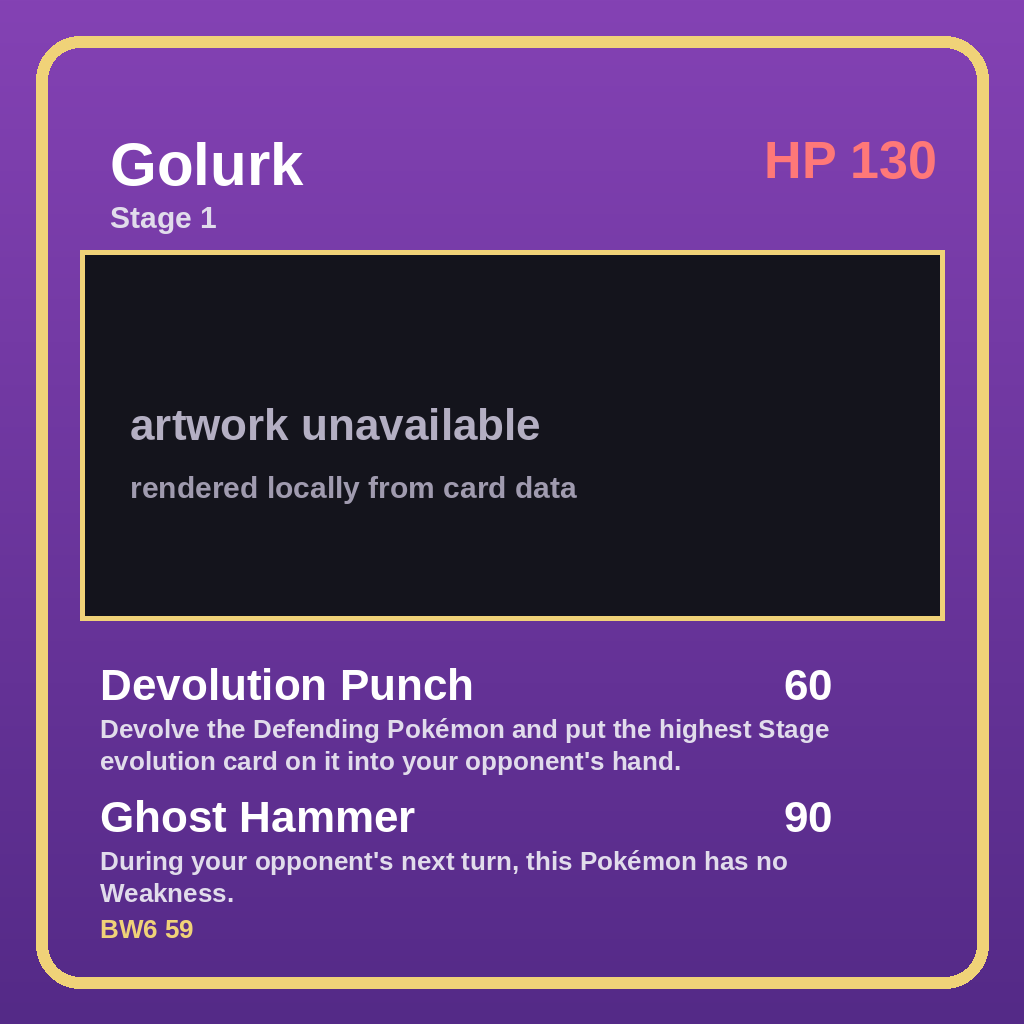 Golurk
HP 130
Stage 1
artwork unavailable
rendered locally from card data
Devolution Punch 60
Devolve the Defending Pokémon and put the highest Stage
evolution card on it into your opponent's hand.
Ghost Hammer 90
During your opponent's next turn, this Pokémon has no
Weakness.
BW6 59